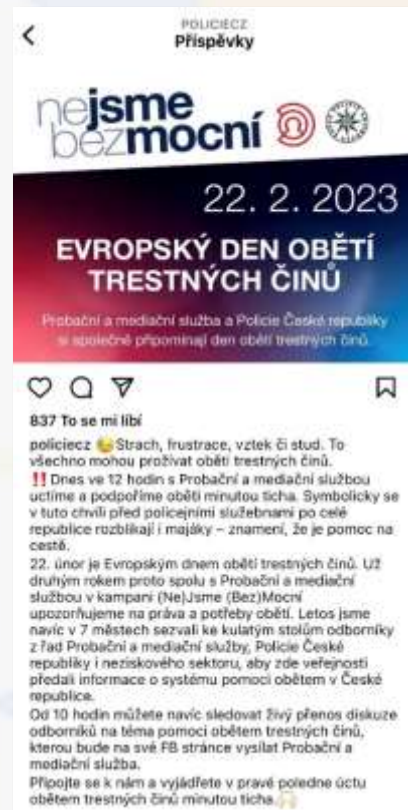 POLICIECZ
Příspěvky
nejsme
bezmocní
22. 2. 2023
EVROPSKÝ DEN OBĚTÍ
TRESTNÝCH ČINŮ
Probační a mediační služba a Policie České republiky
si společně připomínají den obětí trestných činů.
837 To se mi líbí
policiecz 😢Strach, frustrace, vztek či stud. To
všechno mohou prožívat oběti trestných činů.
‼️ Dnes ve 12 hodin s Probační a mediační službou
uctíme a podpoříme oběti minutou ticha. Symbolicky se
v tuto chvíli před policejními služebnami po celé
republice rozblikají i majáky – znamení, že je pomoc na
cestě.
22. únor je Evropským dnem obětí trestných činů. Už
druhým rokem proto spolu s Probační a mediační
službou v kampani (Ne)Jsme (Bez)Mocní
upozorňujeme na práva a potřeby obětí. Letos jsme
navíc v 7 městech sezvali ke kulatým stolům odborníky
z řad Probační a mediační služby, Policie České
republiky i neziskového sektoru, aby zde veřejnosti
předali informace o systému pomoci obětem v České
republice.
Od 10 hodin můžete navíc sledovat živý přenos diskuze
odborníků na téma pomoci obětem trestných činů,
kterou bude na své FB stránce vysílat Probační a
mediační služba.
Připojte se k nám a vyjádřete v pravé poledne úctu
obětem trestných činů minutou ticha.